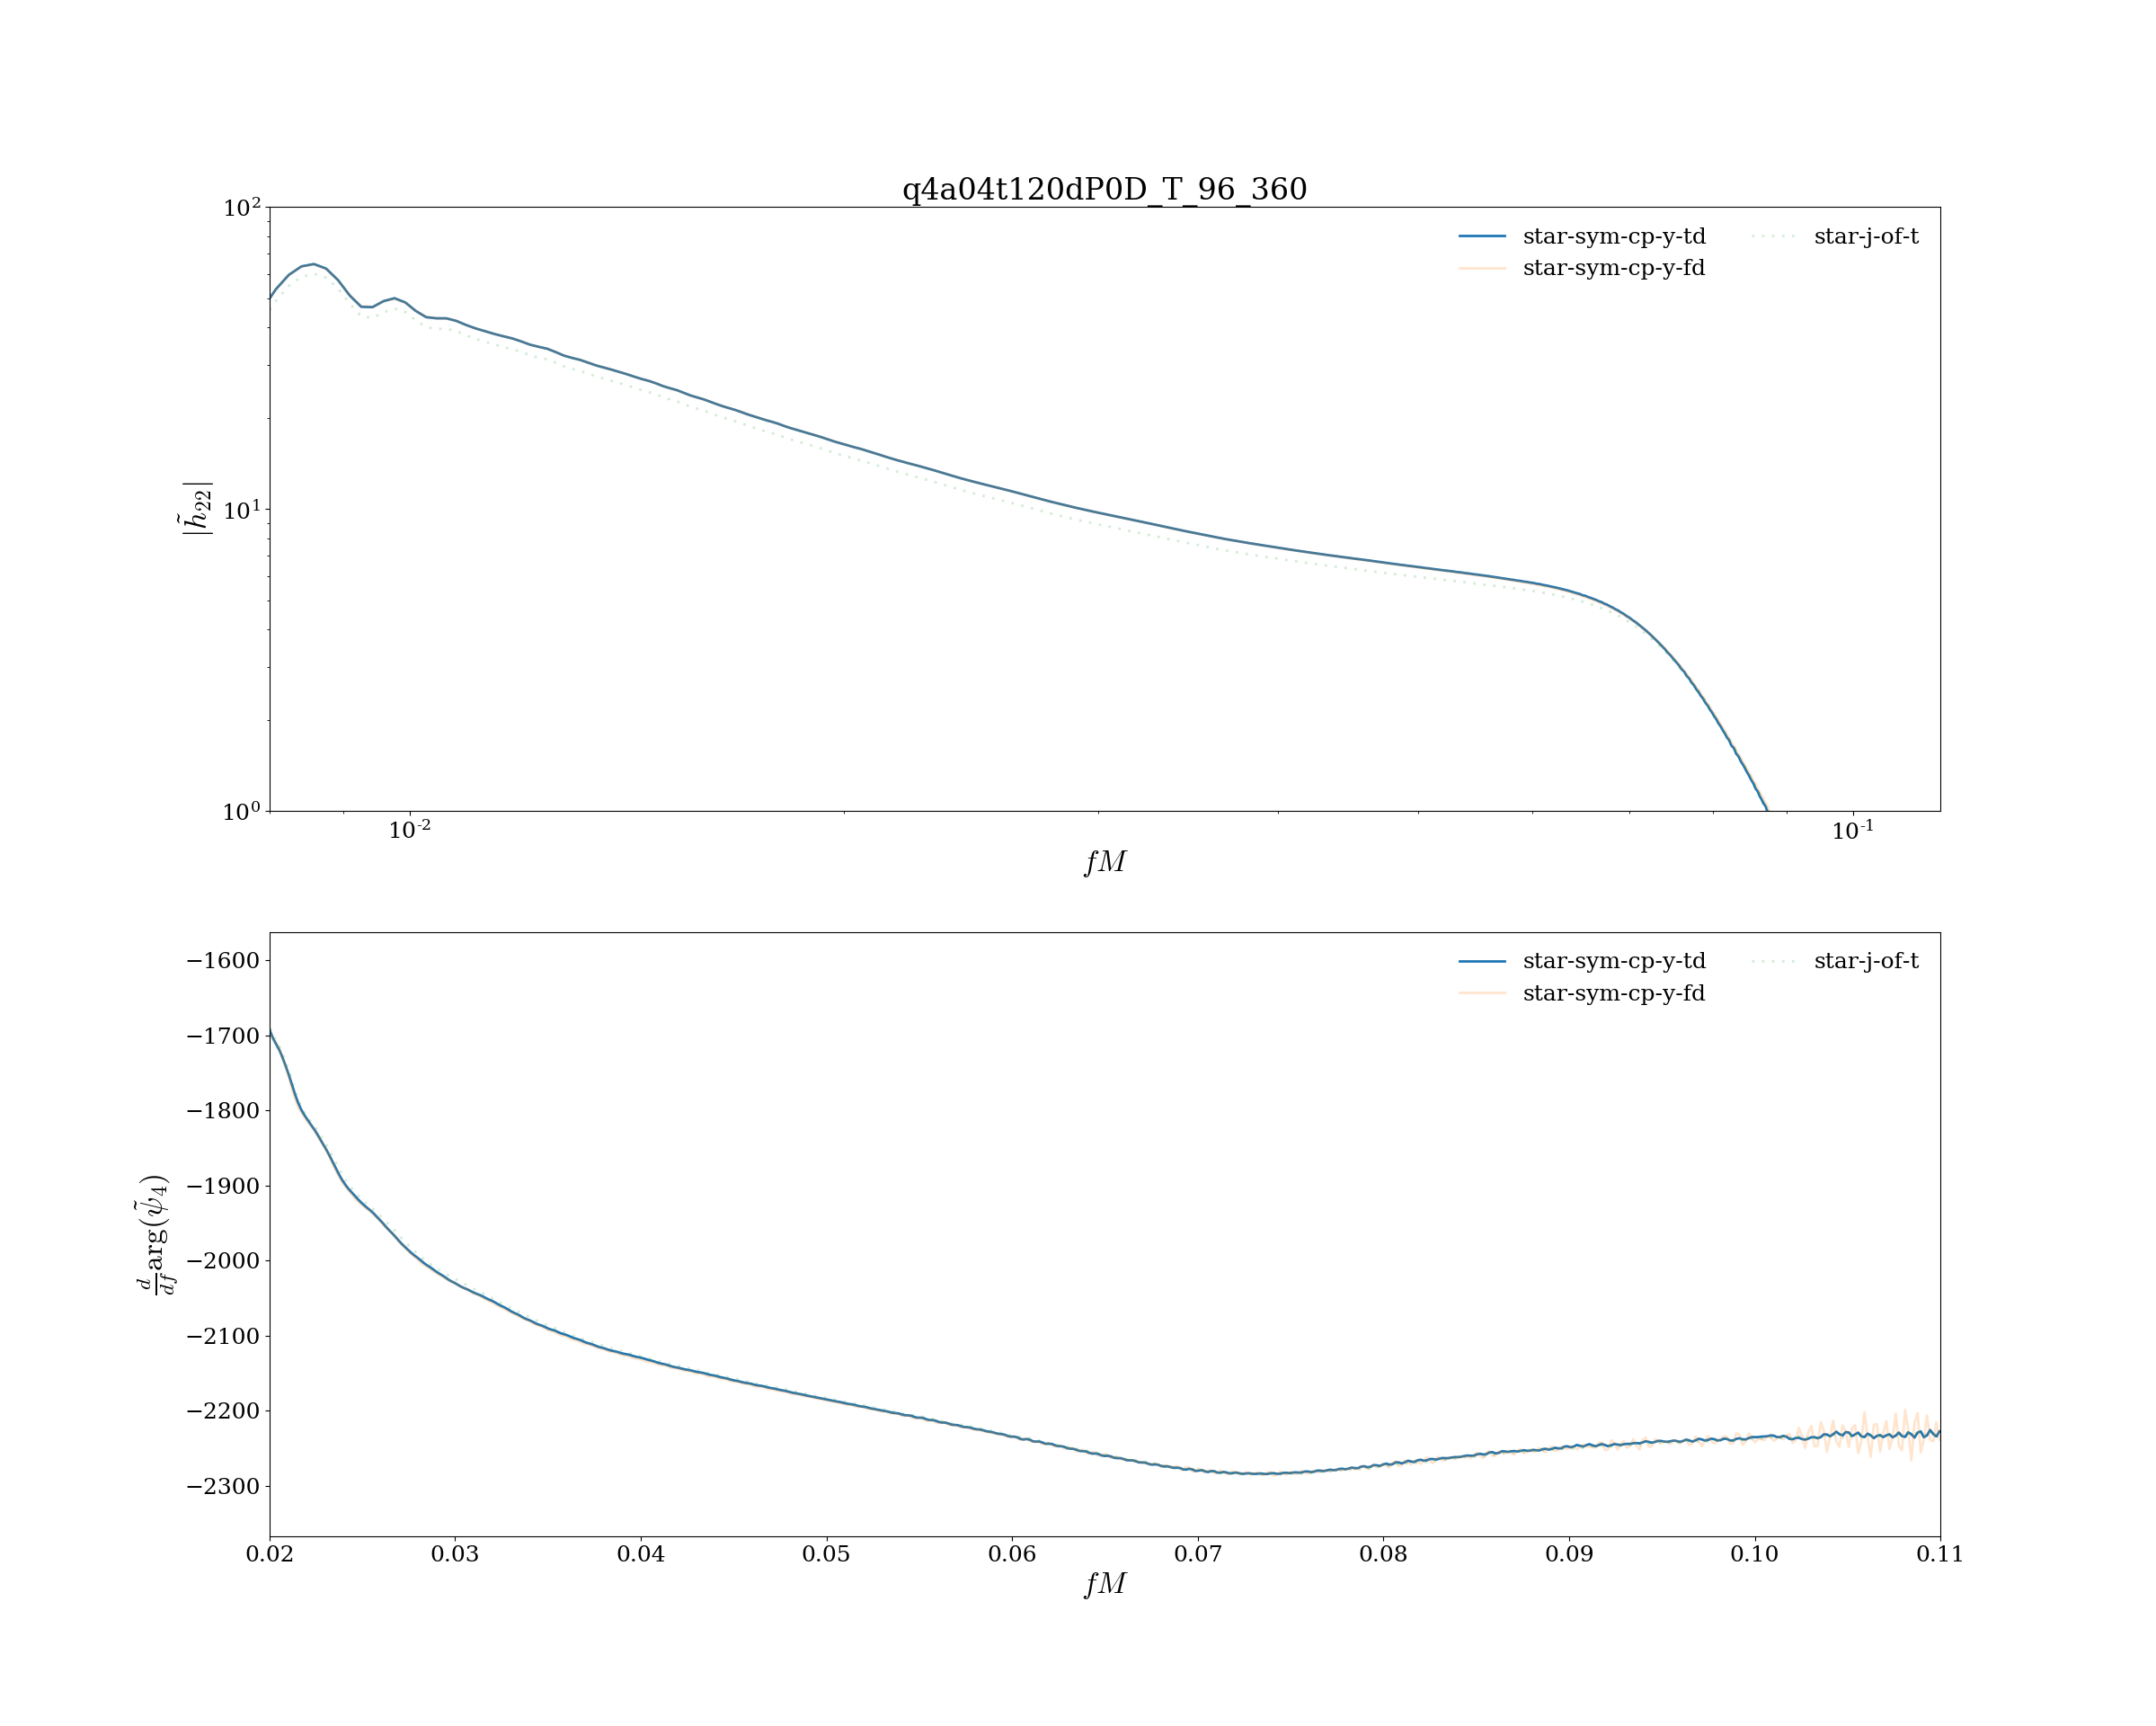 q4a04t120dP0D_T_96_360
10²
10¹
10⁰
|h̃₂₂|
star-sym-cp-y-td
star-sym-cp-y-fd
star-j-of-t
10⁻²
10⁻¹
fM
−1600
−1700
−1800
−1900
−2000
−2100
−2200
−2300
d/df arg(ψ̃₄)
star-sym-cp-y-td
star-sym-cp-y-fd
star-j-of-t
0.02 0.03 0.04 0.05 0.06 0.07 0.08 0.09 0.10 0.11
fM